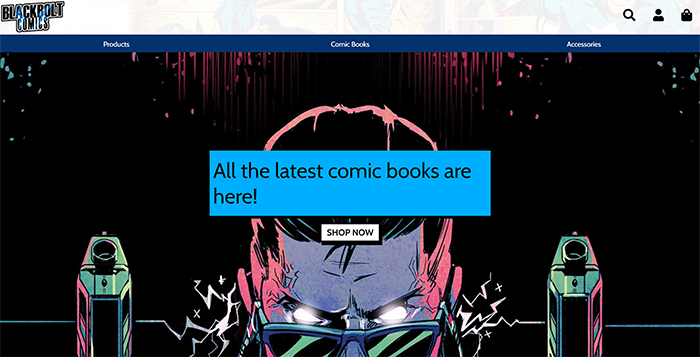 BLACKBOLT
COMICS
Products Comic Books Accessories
All the latest comic books are
here!
SHOP NOW